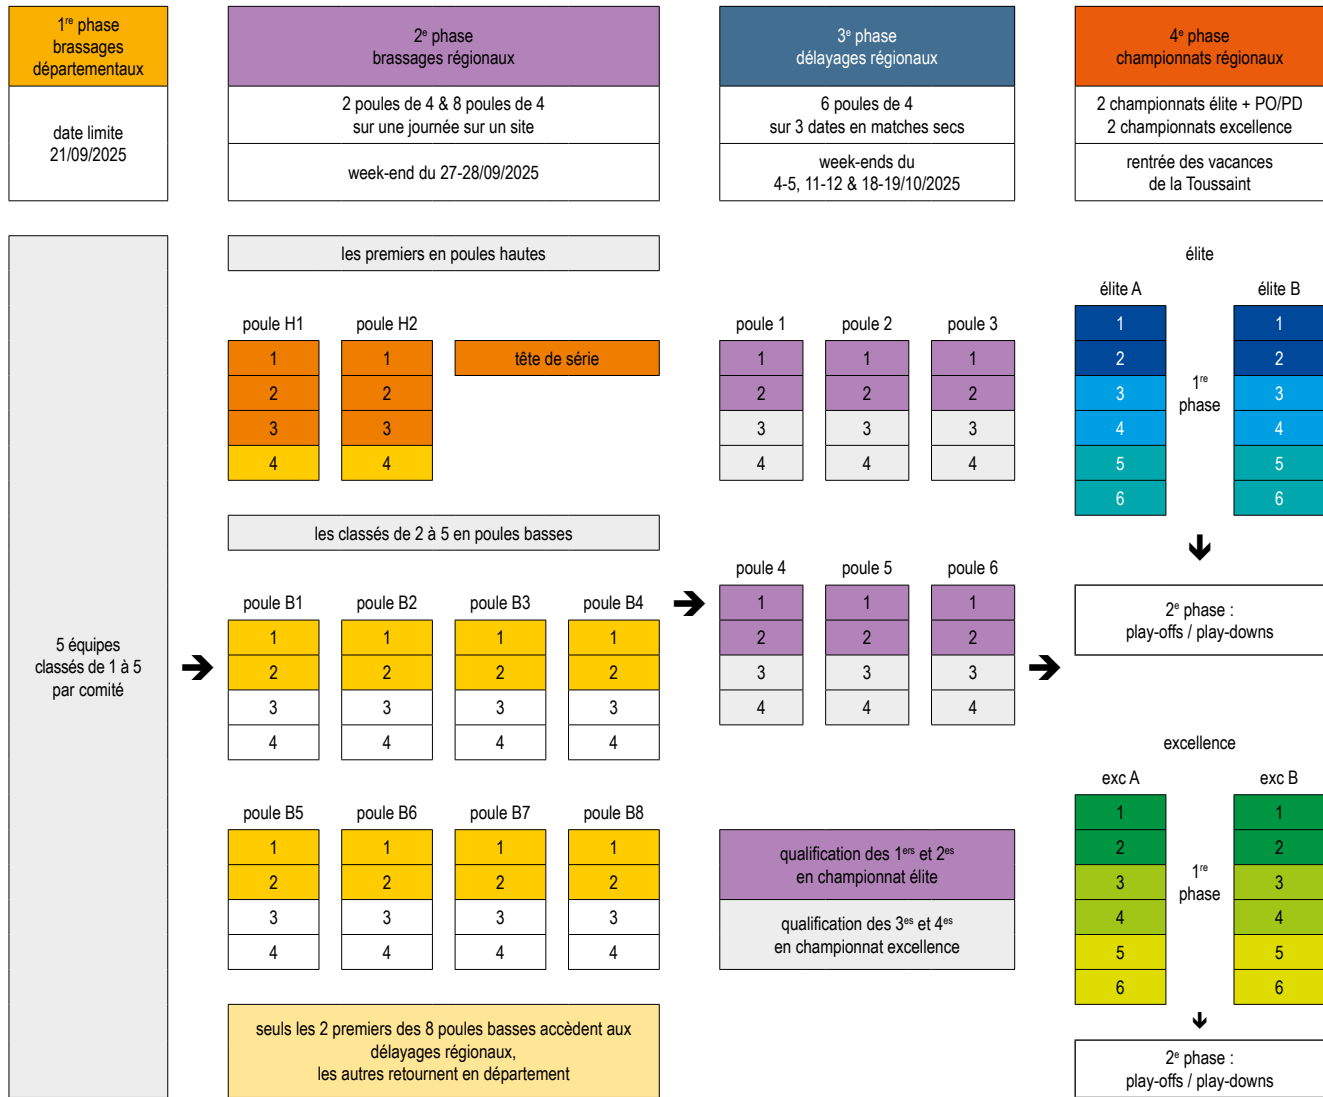 1re phase
brassages
départementaux
date limite
21/09/2025
2e phase
brassages régionaux
2 poules de 4 & 8 poules de 4
sur une journée sur un site
week-end du 27-28/09/2025
3e phase
délayages régionaux
6 poules de 4
sur 3 dates en matches secs
week-ends du
4-5, 11-12 & 18-19/10/2025
4e phase
championnats régionaux
2 championnats élite + PO/PD
2 championnats excellence
rentrée des vacances
de la Toussaint
5 équipes
classés de 1 à 5
par comité
les premiers en poules hautes
poule H1 poule H2
1 1 tête de série
2 2
3 3
4 4
les classés de 2 à 5 en poules basses
poule B1 poule B2 poule B3 poule B4
1 1 1 1
2 2 2 2
3 3 3 3
4 4 4 4
poule B5 poule B6 poule B7 poule B8
1 1 1 1
2 2 2 2
3 3 3 3
4 4 4 4
seuls les 2 premiers des 8 poules basses accèdent aux
délayages régionaux,
les autres retournent en département
poule 1 poule 2 poule 3
1 1 1
2 2 2
3 3 3
4 4 4
poule 4 poule 5 poule 6
1 1 1
2 2 2
3 3 3
4 4 4
qualification des 1ers et 2es
en championnat élite
qualification des 3es et 4es
en championnat excellence
élite
élite A élite B
1 1
2 2
1re
phase
3 3
4 4
5 5
6 6
2e phase :
play-offs / play-downs
excellence
exc A exc B
1 1
2 2
1re
phase
3 3
4 4
5 5
6 6
2e phase :
play-offs / play-downs